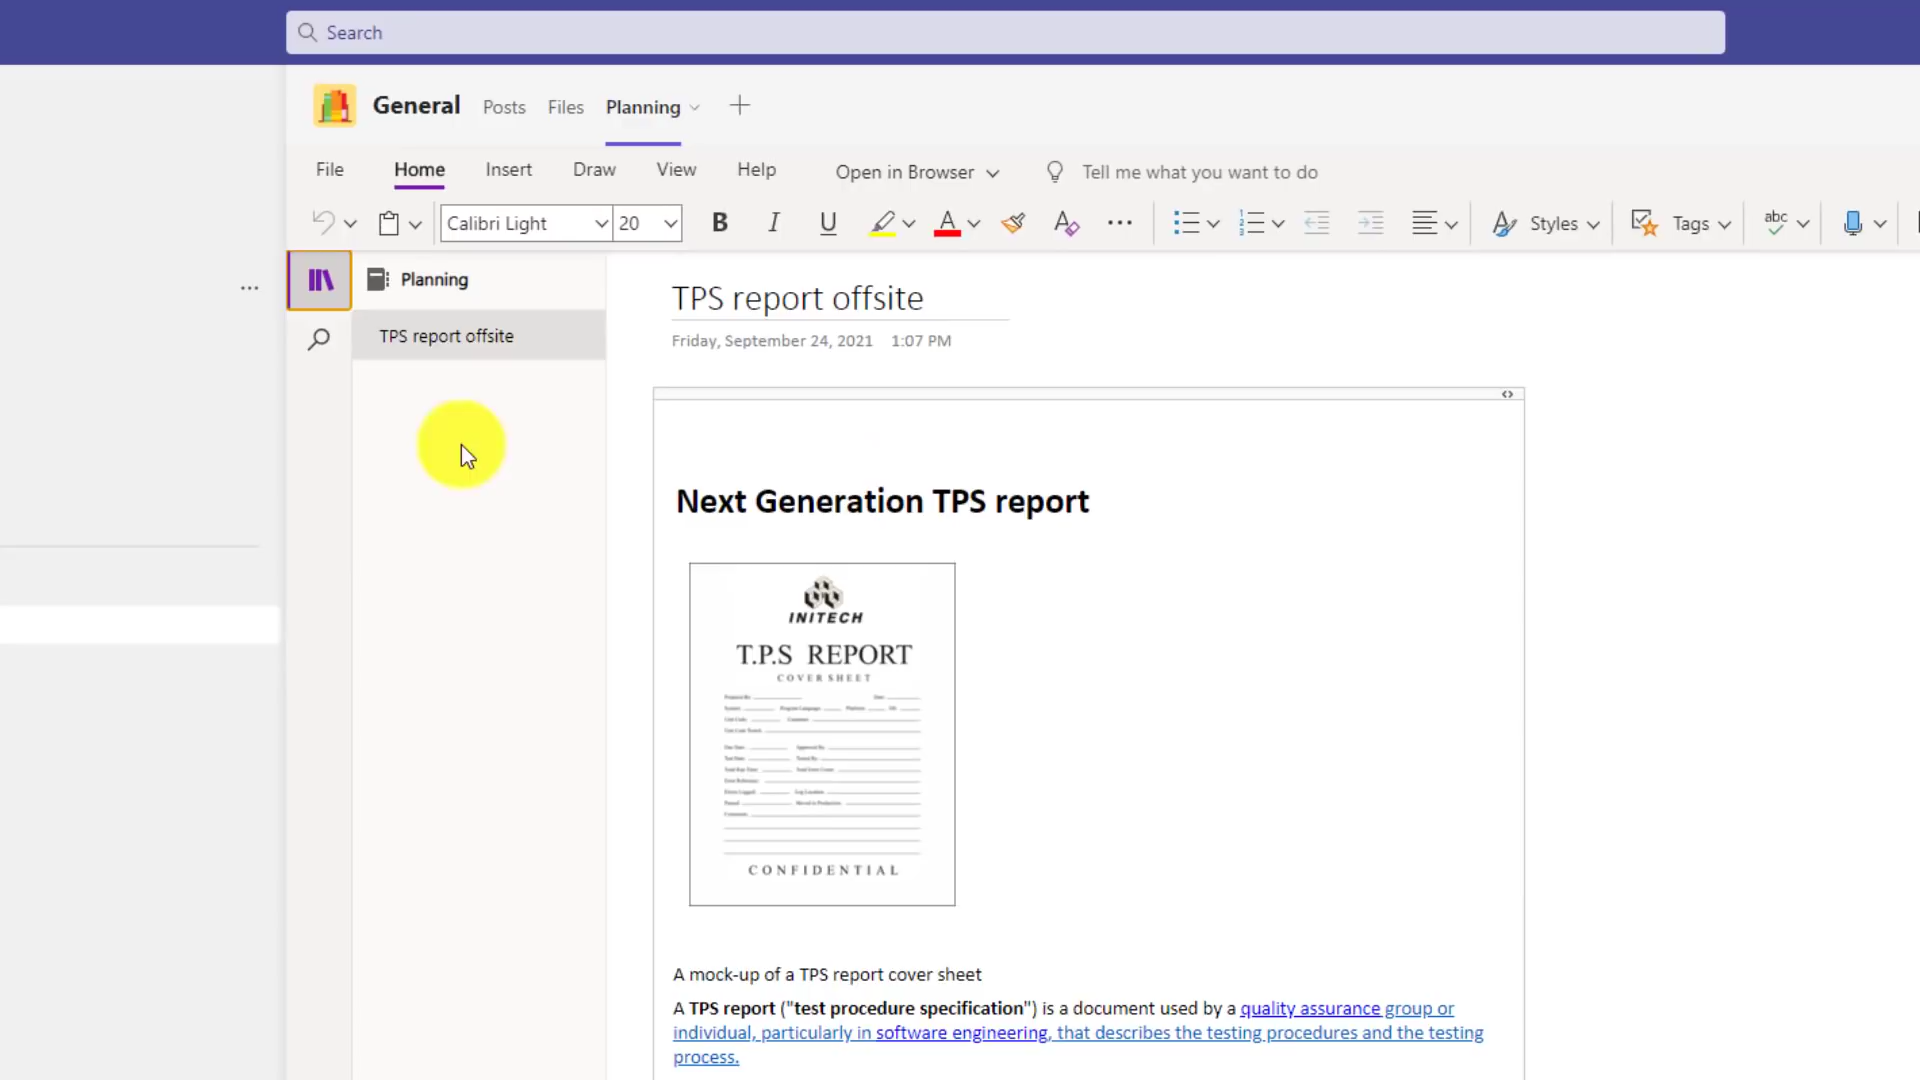 Search
General Posts Files Planning
File Home Insert Draw View Help Open in Browser Tell me what you want to do
Calibri Light 20 B I U A A Styles Tags abc
Planning
TPS report offsite
TPS report offsite
Friday, September 24, 2021 1:07 PM
Next Generation TPS report
INITECH
T.P.S REPORT
COVER SHEET
CONFIDENTIAL
A mock-up of a TPS report cover sheet
A TPS report ("test procedure specification") is a document used by a quality assurance group or
individual, particularly in software engineering, that describes the testing procedures and the testing
process.